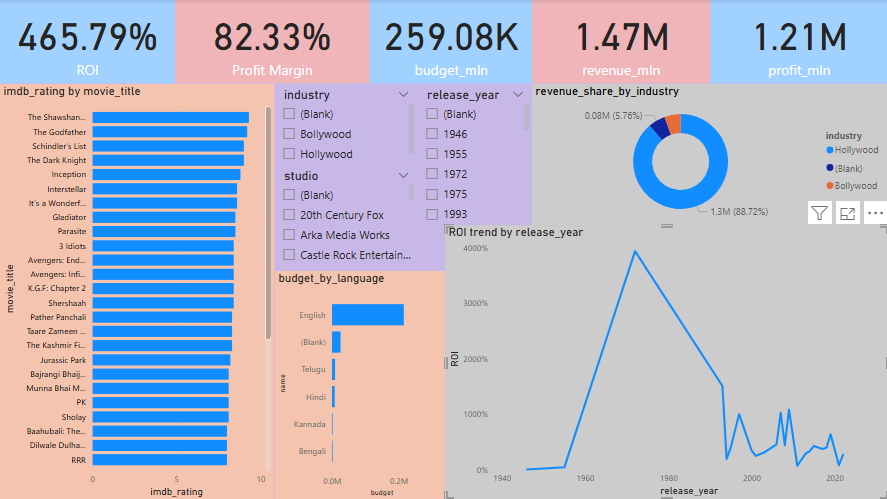 465.79%
ROI
82.33%
Profit Margin
259.08K
budget_mln
1.47M
revenue_mln
1.21M
profit_mln
imdb_rating by movie_title
movie_title
The Shawshan...
The Godfather
Schindler's List
The Dark Knight
Inception
Interstellar
It's a Wonderf...
Gladiator
Parasite
3 Idiots
Avengers: End...
Avengers: Infi...
K.G.F: Chapter 2
Shershaah
Pather Panchali
Taare Zameen ...
The Kashmir Fi...
Jurassic Park
Bajrangi Bhaij...
Munna Bhai M...
PK
Sholay
Baahubali: The...
Dilwale Dulha...
RRR
0 5 10
imdb_rating
industry
(Blank)
Bollywood
Hollywood
studio
(Blank)
20th Century Fox
Arka Media Works
Castle Rock Entertain...
release_year
(Blank)
1946
1955
1972
1975
1993
budget_by_language
name
English
(Blank)
Telugu
Hindi
Kannada
Bengali
0.0M 0.2M
budget
revenue_share_by_industry
0.08M (5.76%)
1.3M (88.72%)
industry
Hollywood
(Blank)
Bollywood
ROI trend by release_year
ROI
4000%
3000%
2000%
1000%
0%
1940 1960 1980 2000 2020
release_year